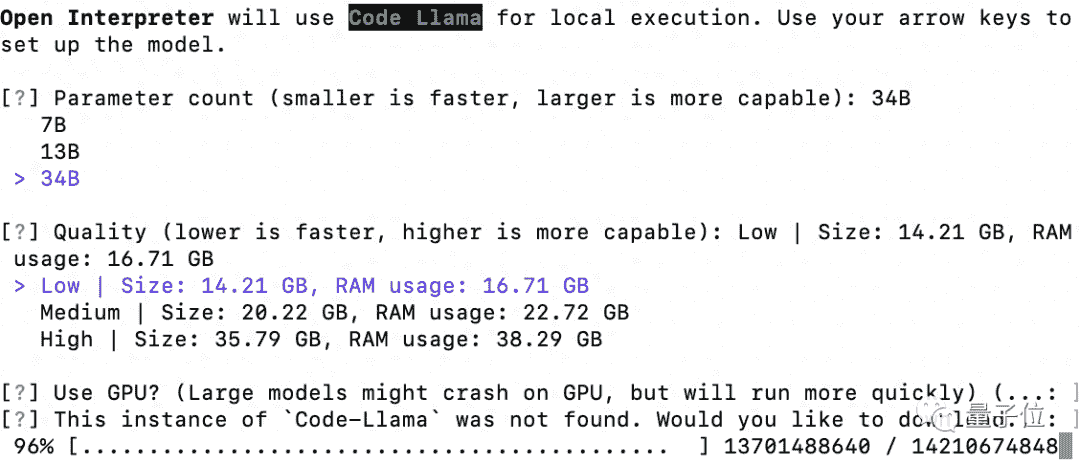 Open Interpreter will use Code Llama for local execution. Use your arrow keys to
set up the model.
[?] Parameter count (smaller is faster, larger is more capable): 34B
7B
13B
> 34B
[?] Quality (lower is faster, higher is more capable): Low | Size: 14.21 GB, RAM
usage: 16.71 GB
> Low | Size: 14.21 GB, RAM usage: 16.71 GB
Medium | Size: 20.22 GB, RAM usage: 22.72 GB
High | Size: 35.79 GB, RAM usage: 38.29 GB
[?] Use GPU? (Large models might crash on GPU, but will run more quickly) (...: ]
[?] This instance of `Code-Llama` was not found. Would you like to : ]
96% [............................................ ] 13701488640 / 14210674848
量子位